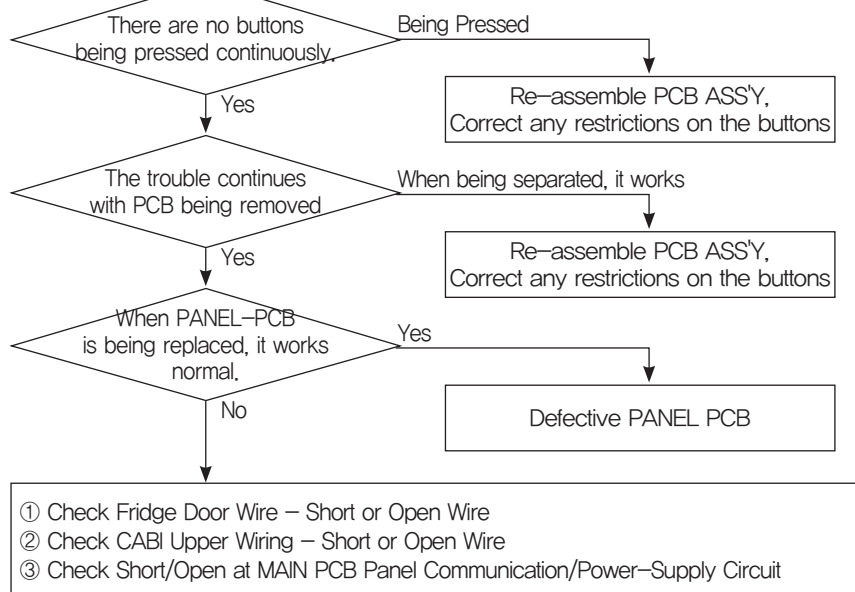 There are no buttons
being pressed continuously.
Being Pressed
Re-assemble PCB ASS'Y,
Correct any restrictions on the buttons
Yes
The trouble continues
with PCB being removed
When being separated, it works
Re-assemble PCB ASS'Y,
Correct any restrictions on the buttons
Yes
When PANEL-PCB
is being replaced, it works
normal.
Yes
Defective PANEL PCB
No
① Check Fridge Door Wire - Short or Open Wire
② Check CABI Upper Wiring - Short or Open Wire
③ Check Short/Open at MAIN PCB Panel Communication/Power-Supply Circuit